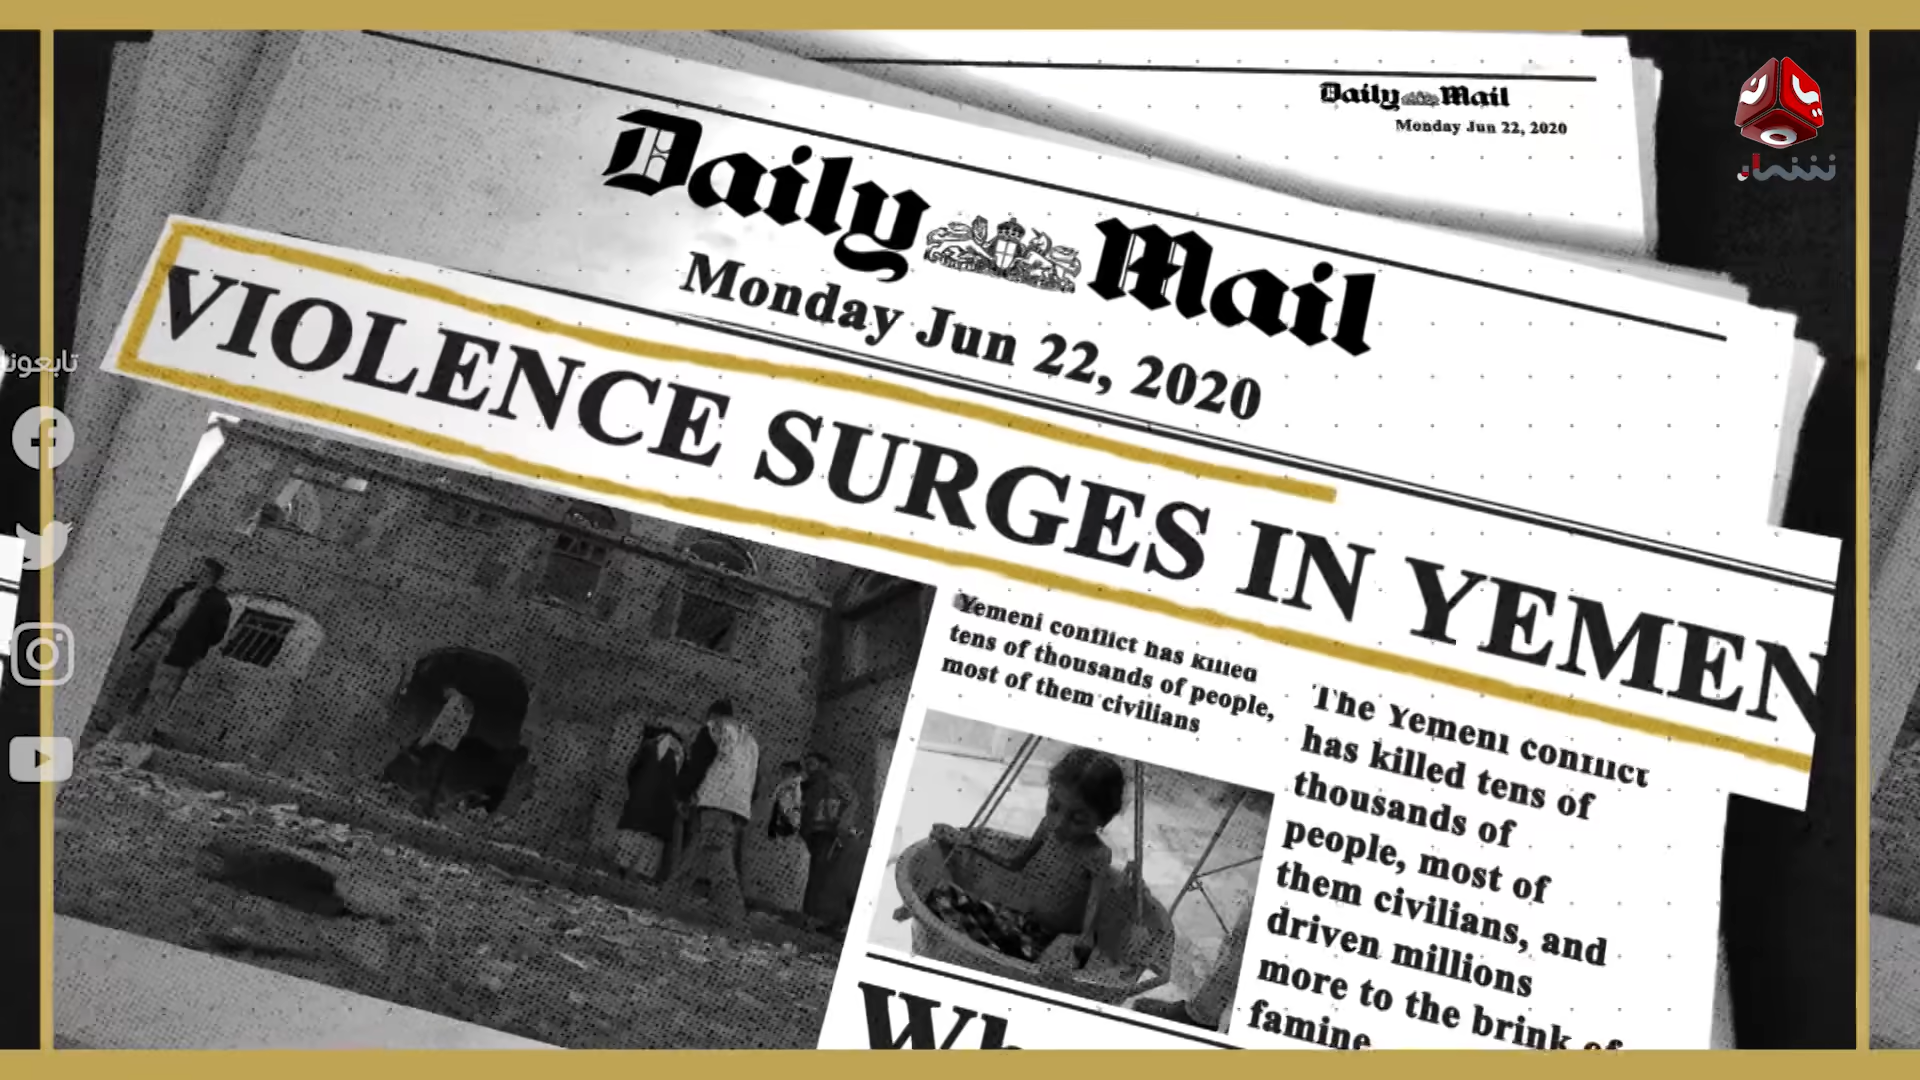 Daily Mail
Monday Jun 22, 2020
Daily Mail
Monday Jun 22, 2020
VIOLENCE SURGES IN YEMEN
Yemeni conflict has killed
tens of thousands of people,
most of them civilians
The Yemeni conflict
has killed tens of
thousands of
people, most of
them civilians, and
driven millions
more to the brink of
famine
Wh